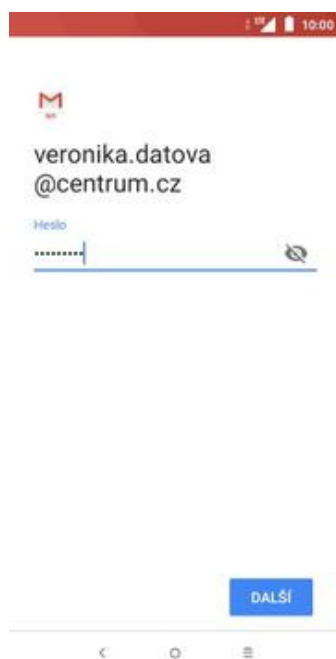 10:00
veronika.datova
@centrum.cz
Heslo
•••••••••
DALŠÍ